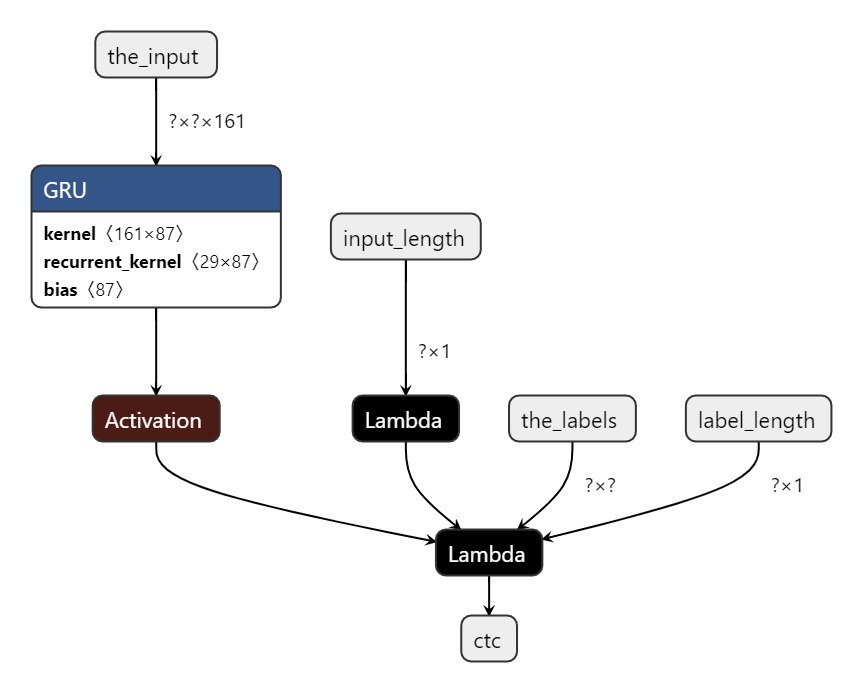 the_input
?×?×161
GRU
kernel 〈161×87〉
recurrent_kernel 〈29×87〉
bias 〈87〉
input_length
?×1
Activation
Lambda
the_labels
label_length
?×?
?×1
Lambda
ctc